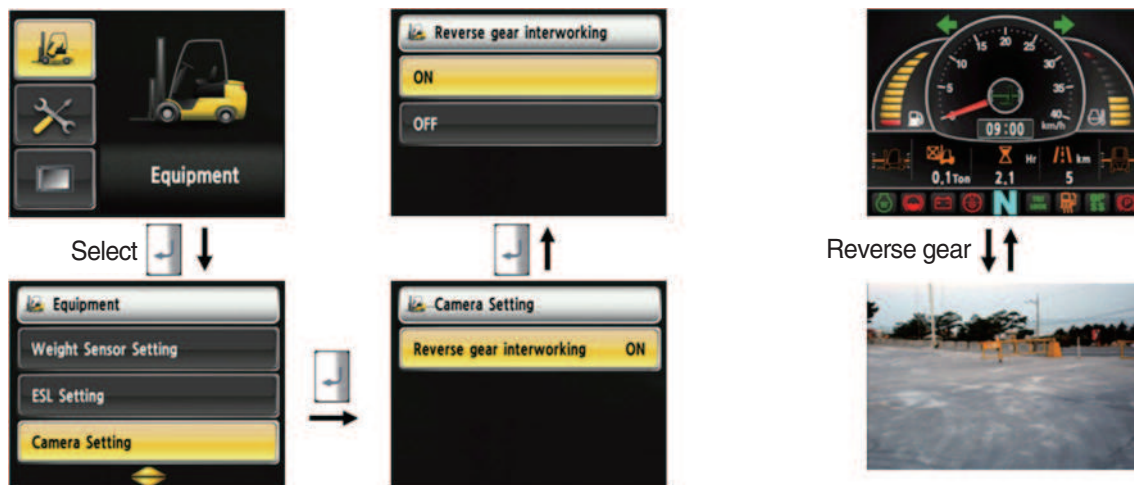 Equipment
Select
Equipment
Weight Sensor Setting
ESL Setting
Camera Setting
Camera Setting
Reverse gear interworking ON
Reverse gear interworking
ON
OFF
5 10 15 20 25 30 35 40
km/h
09:00
Hr km
0,1Ton 2,1 5
N
Reverse gear